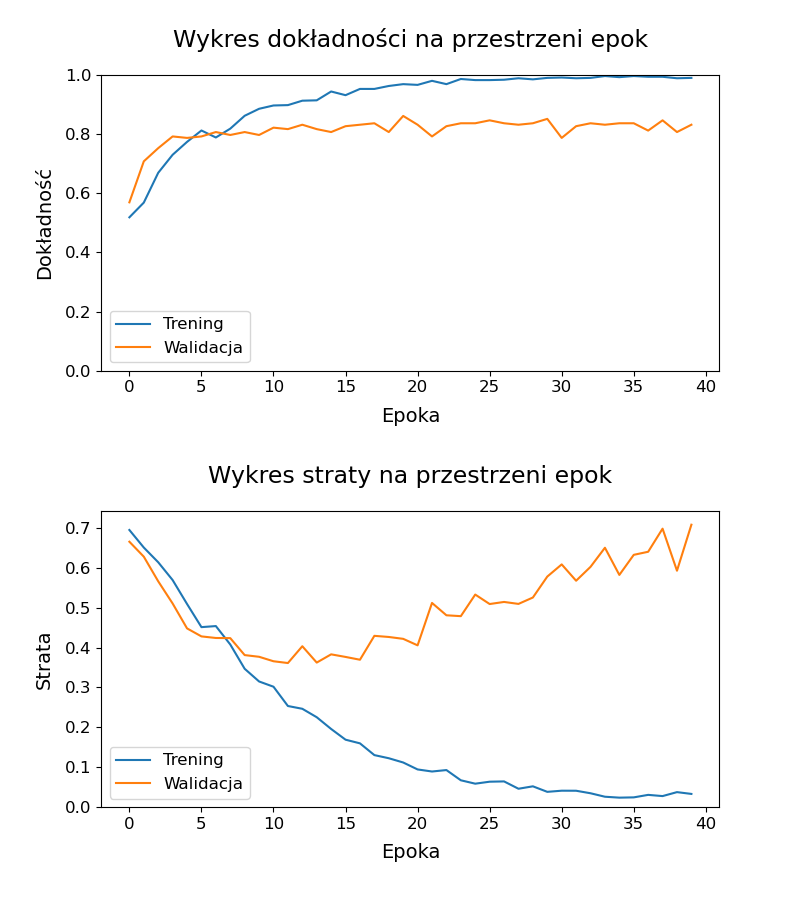 Wykres dokładności na przestrzeni epok
1.0
0.8
0.6
0.4
0.2
0.0
Dokładność
Trening
Walidacja
0 5 10 15 20 25 30 35 40
Epoka
Wykres straty na przestrzeni epok
0.7
0.6
0.5
0.4
0.3
0.2
0.1
0.0
Strata
Trening
Walidacja
0 5 10 15 20 25 30 35 40
Epoka